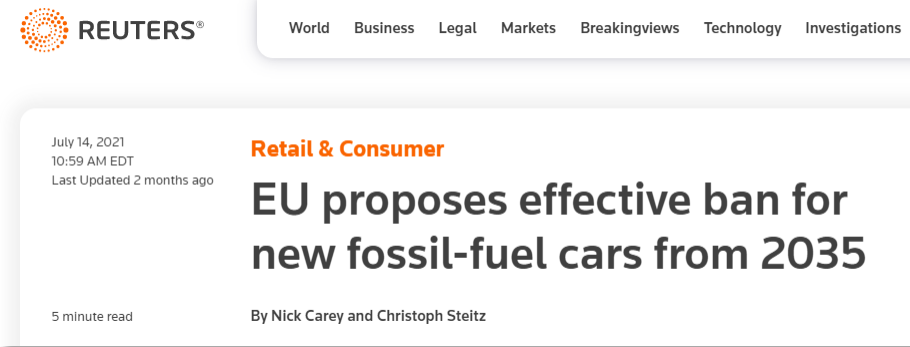 REUTERS®
World Business Legal Markets Breakingviews Technology Investigations
July 14, 2021
10:59 AM EDT
Last Updated 2 months ago
Retail & Consumer
EU proposes effective ban for
new fossil-fuel cars from 2035
5 minute read
By Nick Carey and Christoph Steitz